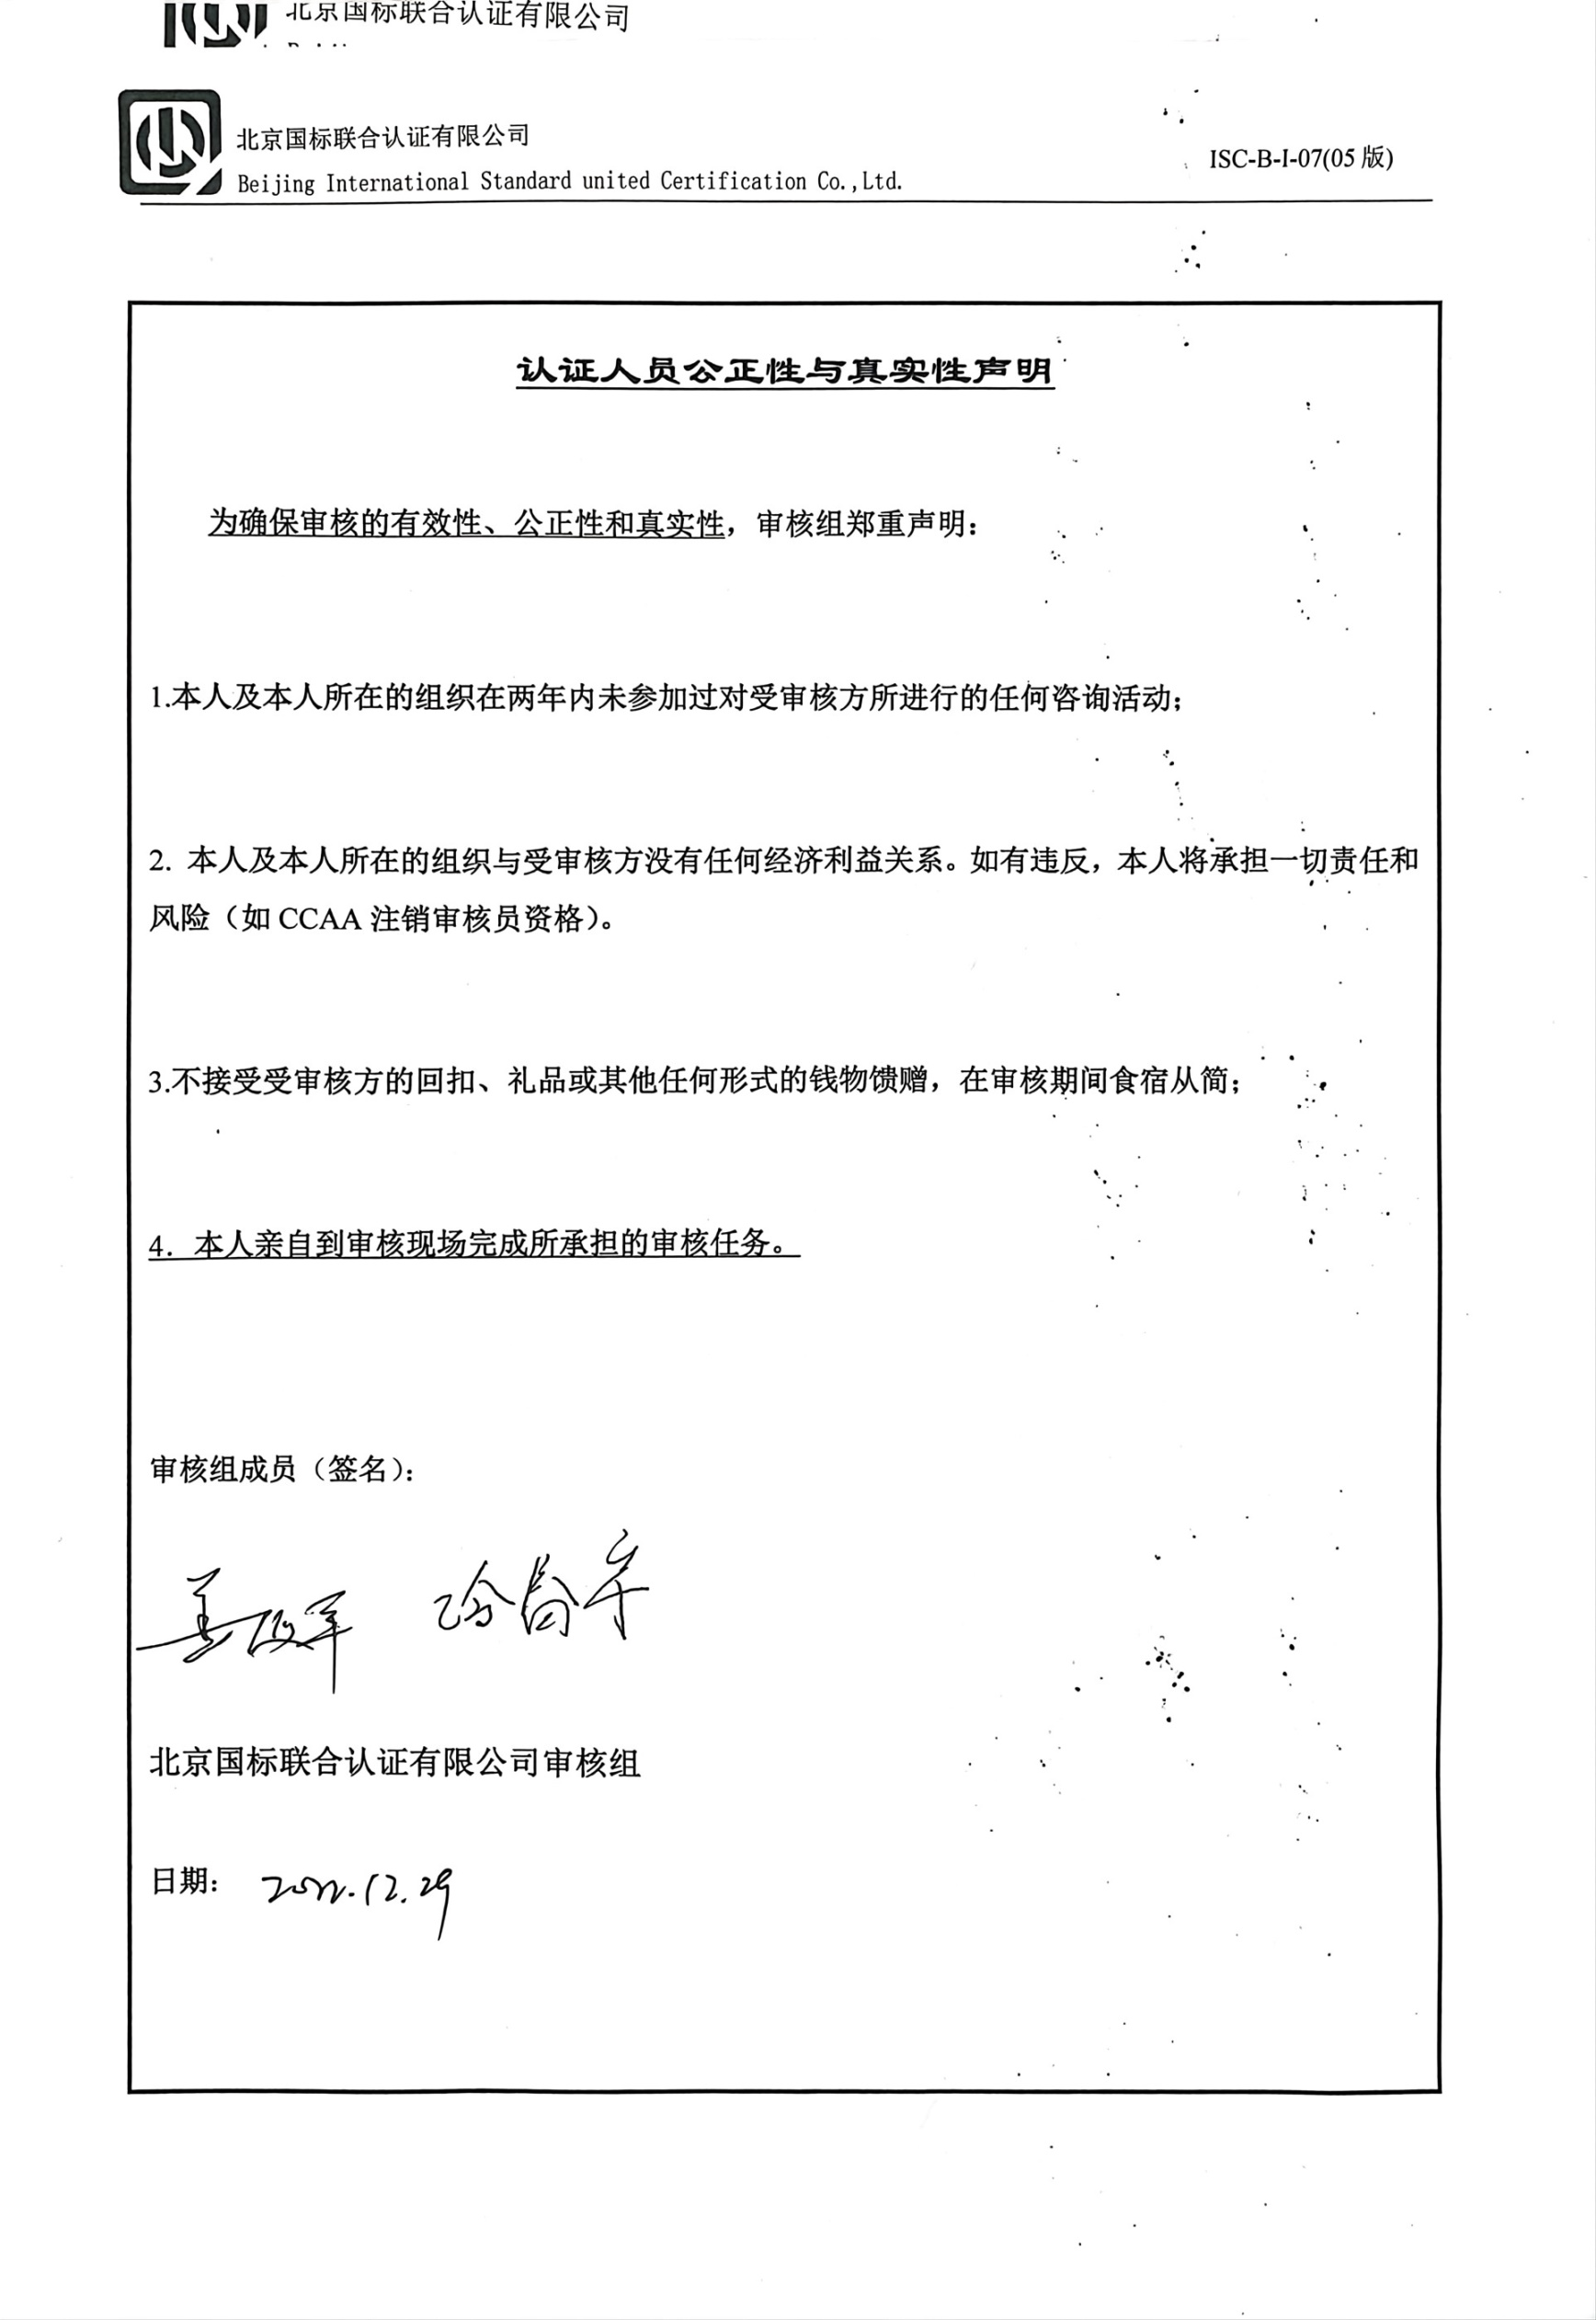 北京国标联合认证有限公司
北京国标联合认证有限公司
ISC-B-I-07(05 版)
Beijing International Standard united Certification Co.,Ltd.
认证人员公正性与真实性声明
为确保审核的有效性、公正性和真实性，审核组郑重声明：
1.本人及本人所在的组织在两年内未参加过对受审核方所进行的任何咨询活动；
2. 本人及本人所在的组织与受审核方没有任何经济利益关系。如有违反，本人将承担一切责任和
风险（如 CCAA 注销审核员资格）。
3.不接受受审核方的回扣、礼品或其他任何形式的钱物馈赠，在审核期间食宿从简；
4. 本人亲自到审核现场完成所承担的审核任务。
审核组成员（签名）：
北京国标联合认证有限公司审核组
日期： 2022.12.29